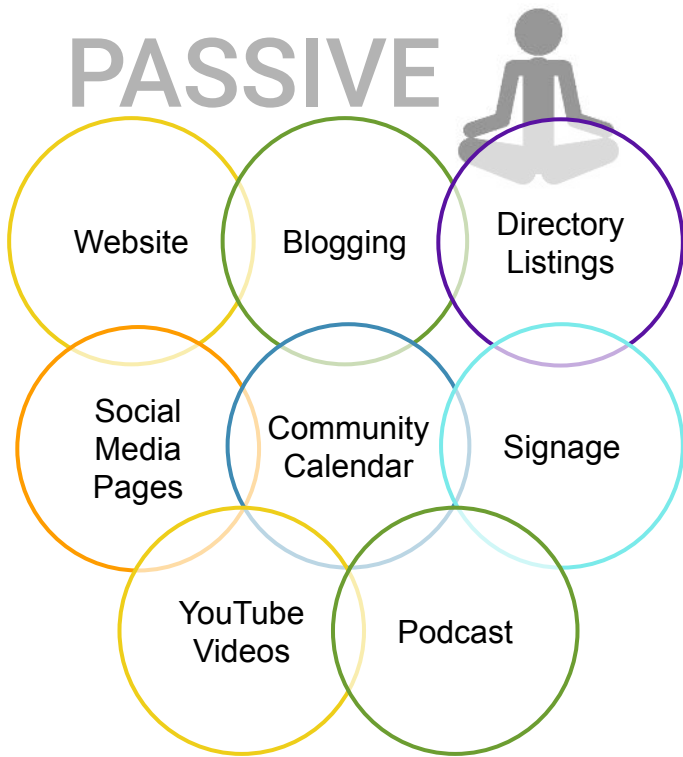 PASSIVE
Website
Blogging
Directory
Listings
Social
Media
Pages
Community
Calendar
Signage
YouTube
Videos
Podcast